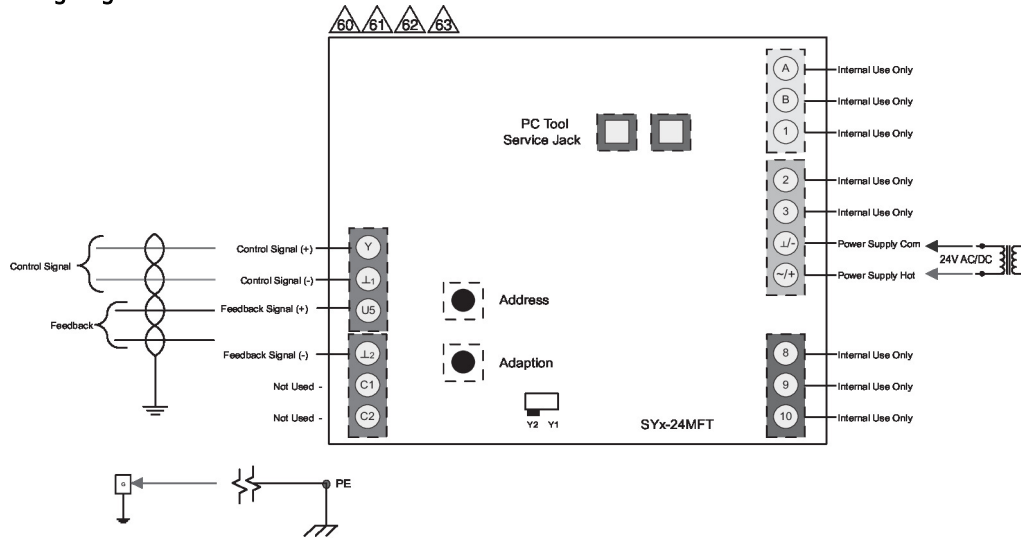 60 61 62 63
A Internal Use Only
B Internal Use Only
1 Internal Use Only
PC Tool
Service Jack
2 Internal Use Only
3 Internal Use Only
⊥/- Power Supply Com
~/+ Power Supply Hot
24V AC/DC
Control Signal
Control Signal (+) Y
Control Signal (-) ⊥1
Feedback
Feedback Signal (+) U5
Feedback Signal (-) ⊥2
Not Used - C1
Not Used - C2
Address
Adaption
Y2 Y1
SYx-24MFT
8 Internal Use Only
9 Internal Use Only
10 Internal Use Only
G
PE